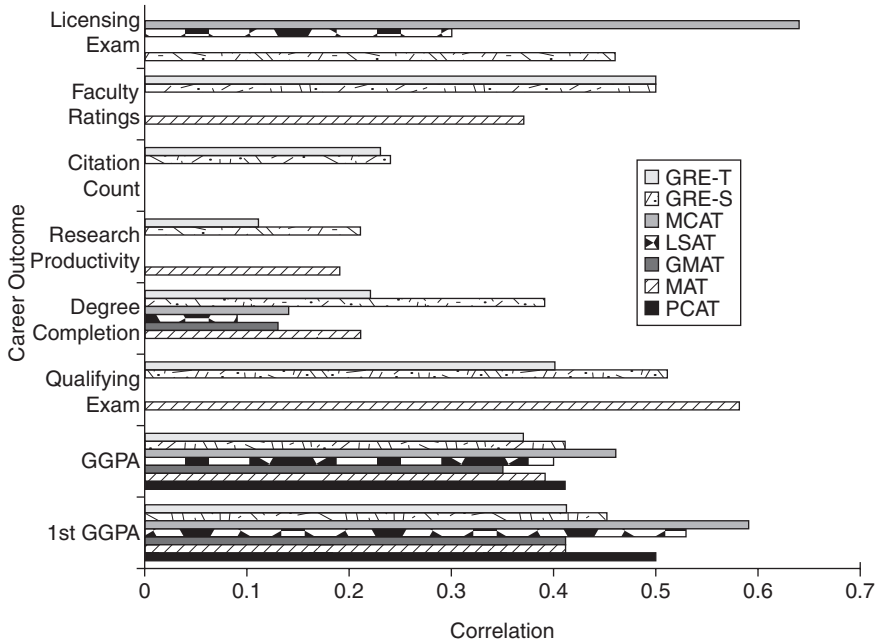 Licensing
Exam
Faculty
Ratings
Citation
Count
Research
Productivity
Degree
Completion
Qualifying
Exam
GGPA
1st GGPA
Career Outcome
GRE-T
GRE-S
MCAT
LSAT
GMAT
MAT
PCAT
0 0.1 0.2 0.3 0.4 0.5 0.6 0.7
Correlation